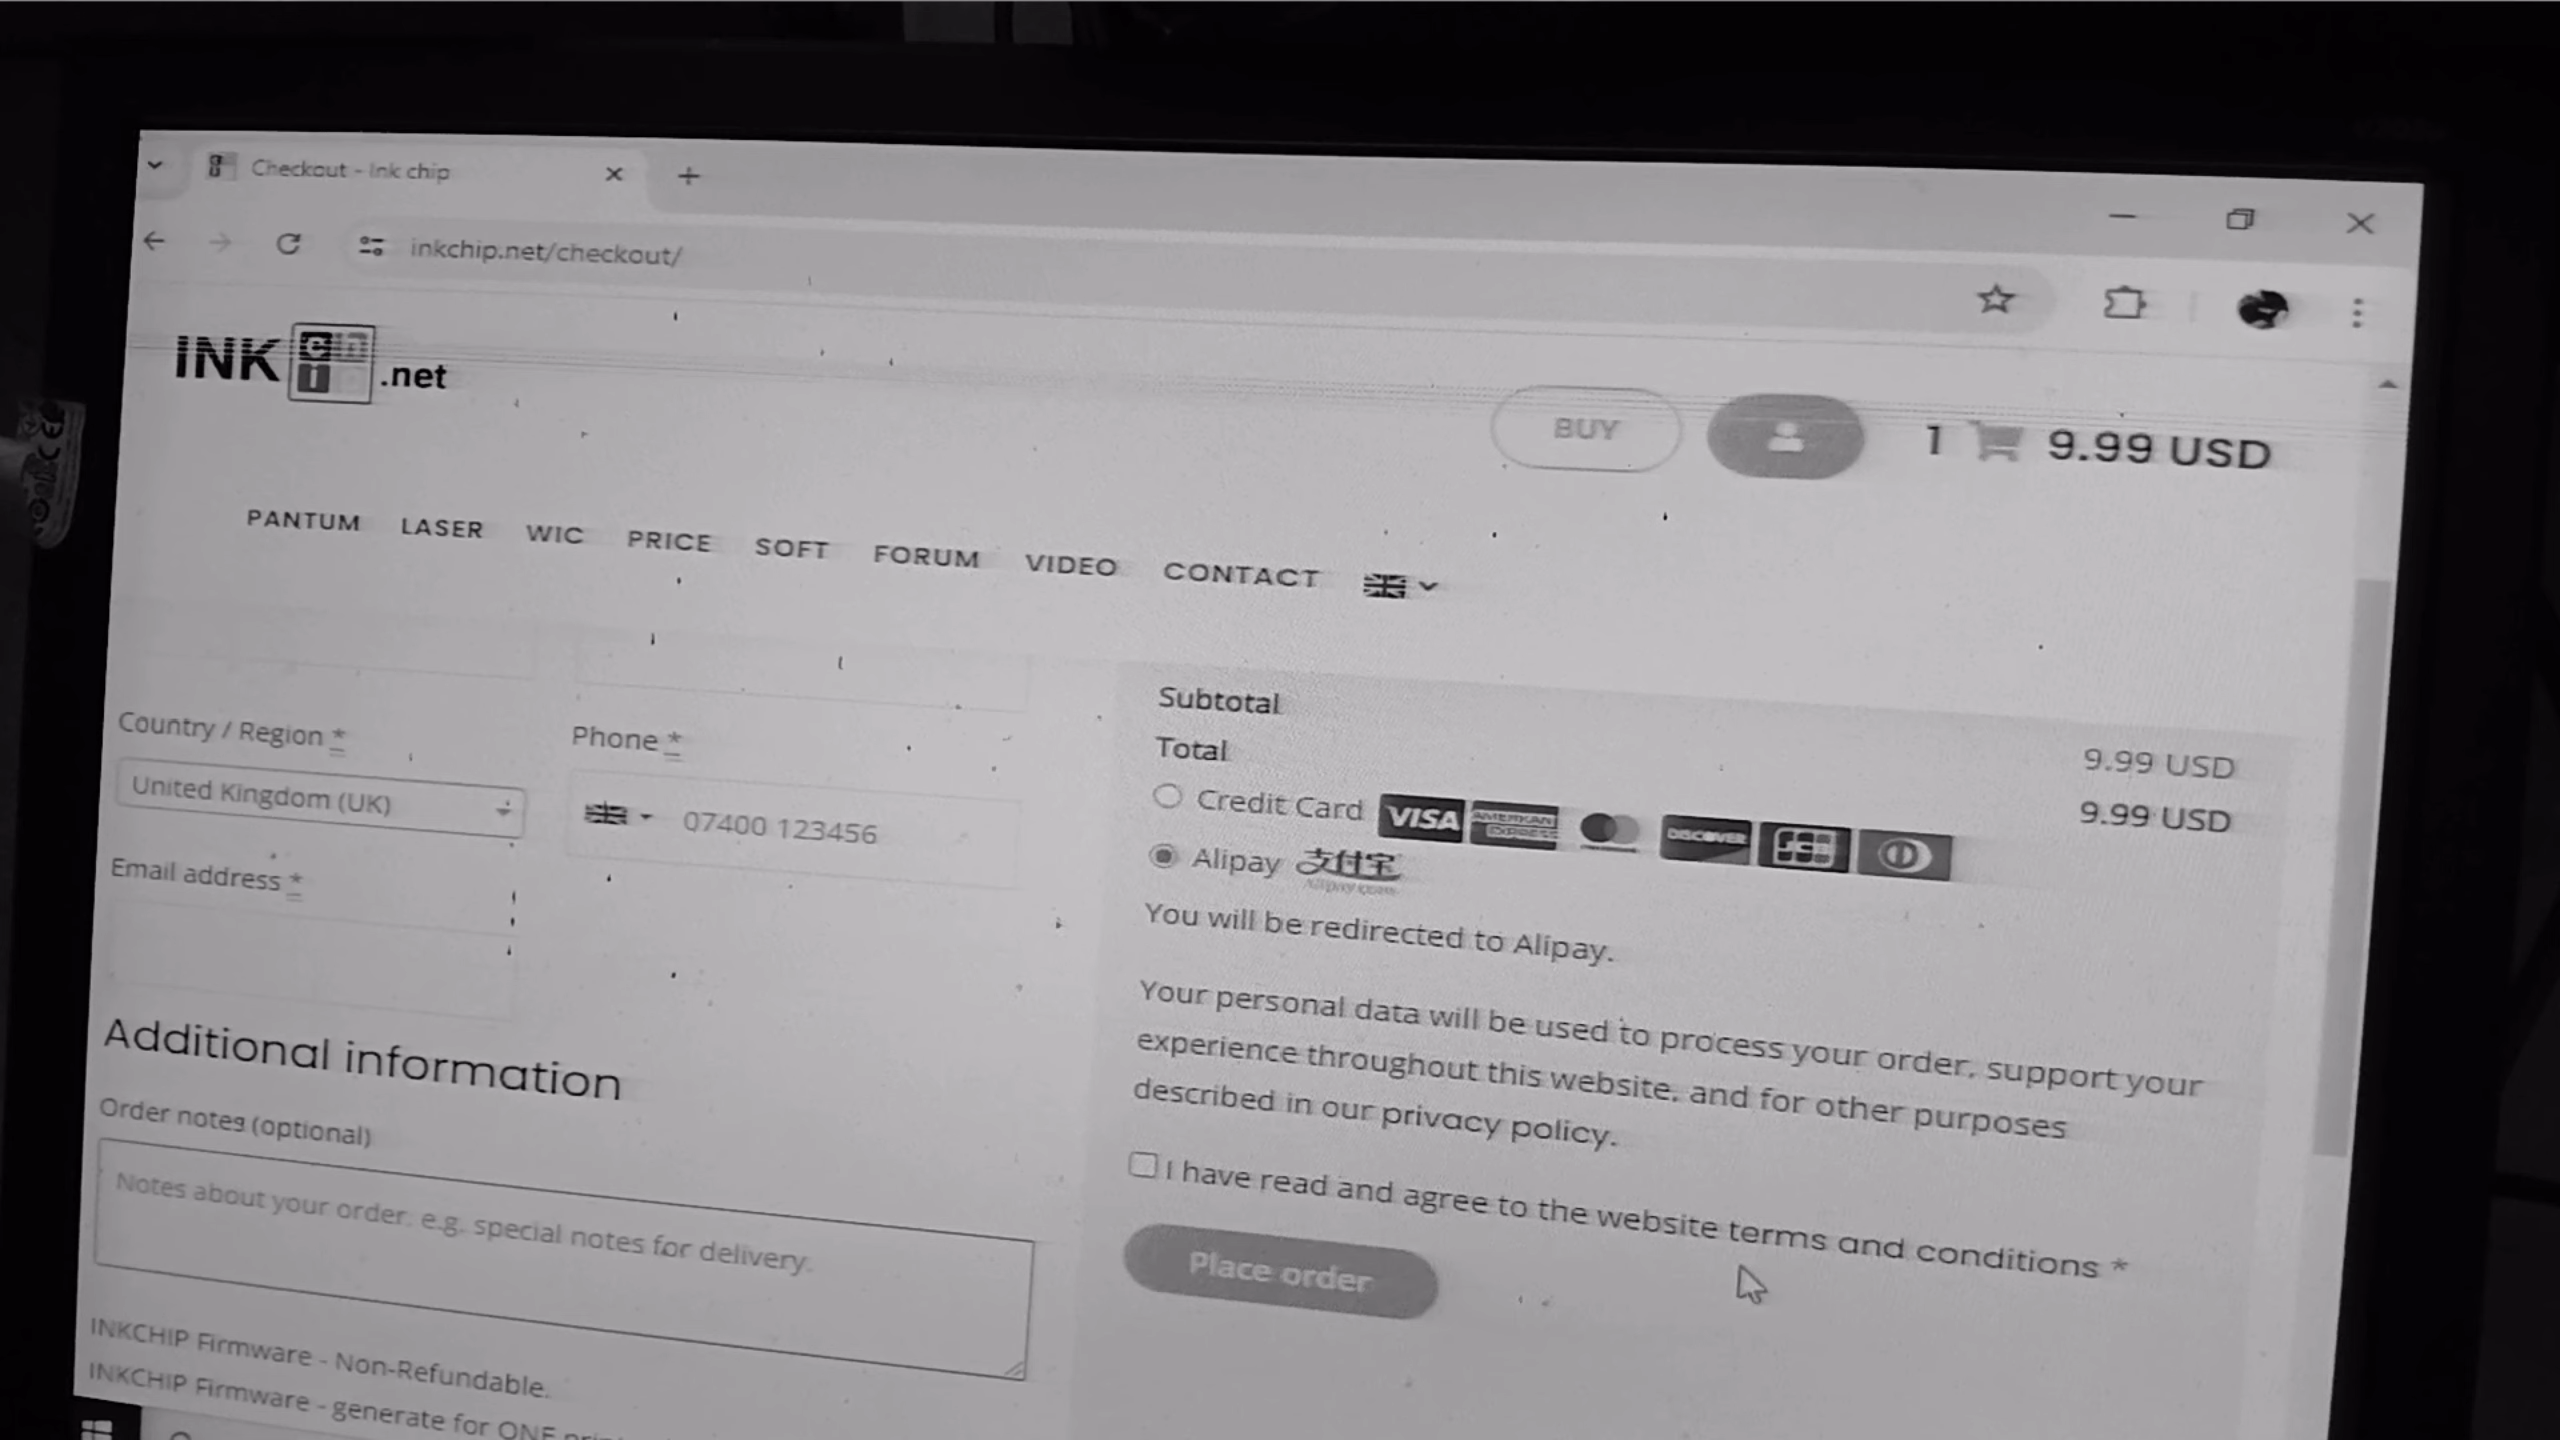 Checkout - Ink chip
inkchip.net/checkout/
INK chip .net
BUY
1 9.99 USD
PANTUM LASER WIC PRICE SOFT FORUM VIDEO CONTACT
Country / Region *
United Kingdom (UK)
Phone *
07400 123456
Email address *
Additional information
Order notes (optional)
Notes about your order, e.g. special notes for delivery.
INKCHIP Firmware - Non-Refundable.
INKCHIP Firmware - generate for ONE
Subtotal 9.99 USD
Total 9.99 USD
Credit Card VISA AMERICAN EXPRESS DISCOVER JCB
Alipay 支付宝
You will be redirected to Alipay.
Your personal data will be used to process your order, support your
experience throughout this website, and for other purposes
described in our privacy policy.
I have read and agree to the website terms and conditions *
Place order